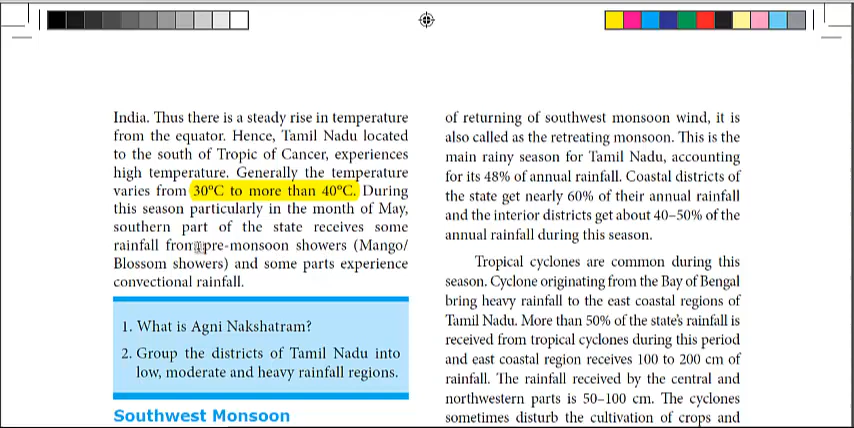 India. Thus there is a steady rise in temperature
from the equator. Hence, Tamil Nadu located
to the south of Tropic of Cancer, experiences
high temperature. Generally the temperature
varies from 30°C to more than 40°C. During
this season particularly in the month of May,
southern part of the state receives some
rainfall from pre-monsoon showers (Mango/
Blossom showers) and some parts experience
convectional rainfall.
1. What is Agni Nakshatram?
2. Group the districts of Tamil Nadu into
low, moderate and heavy rainfall regions.
Southwest Monsoon
of returning of southwest monsoon wind, it is
also called as the retreating monsoon. This is the
main rainy season for Tamil Nadu, accounting
for its 48% of annual rainfall. Coastal districts of
the state get nearly 60% of their annual rainfall
and the interior districts get about 40–50% of the
annual rainfall during this season.
Tropical cyclones are common during this
season. Cyclone originating from the Bay of Bengal
bring heavy rainfall to the east coastal regions of
Tamil Nadu. More than 50% of the state's rainfall is
received from tropical cyclones during this period
and east coastal region receives 100 to 200 cm of
rainfall. The rainfall received by the central and
northwestern parts is 50–100 cm. The cyclones
sometimes disturb the cultivation of crops and